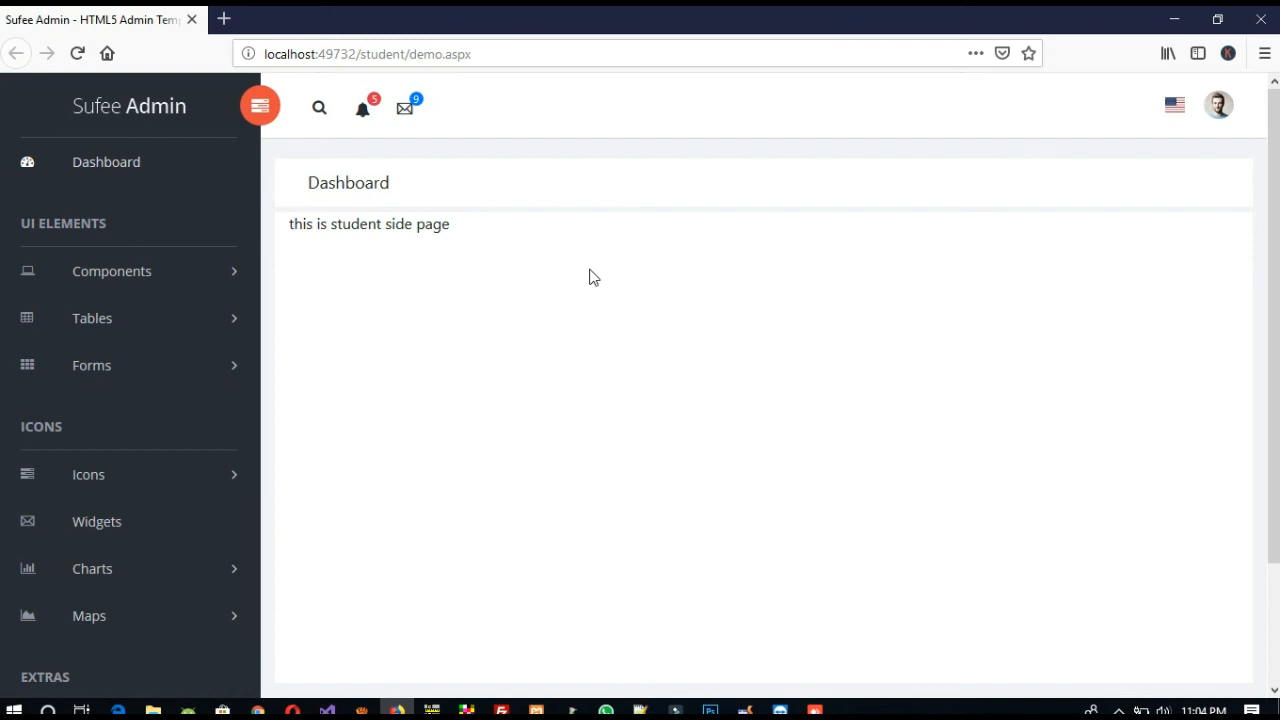 Sufee Admin - HTML5 Admin Temp
localhost:49732/student/demo.aspx
Sufee Admin
5
9
Dashboard
UI ELEMENTS
Components
Tables
Forms
ICONS
Icons
Widgets
Charts
Maps
EXTRAS
Dashboard
this is student side page
11:04 PM